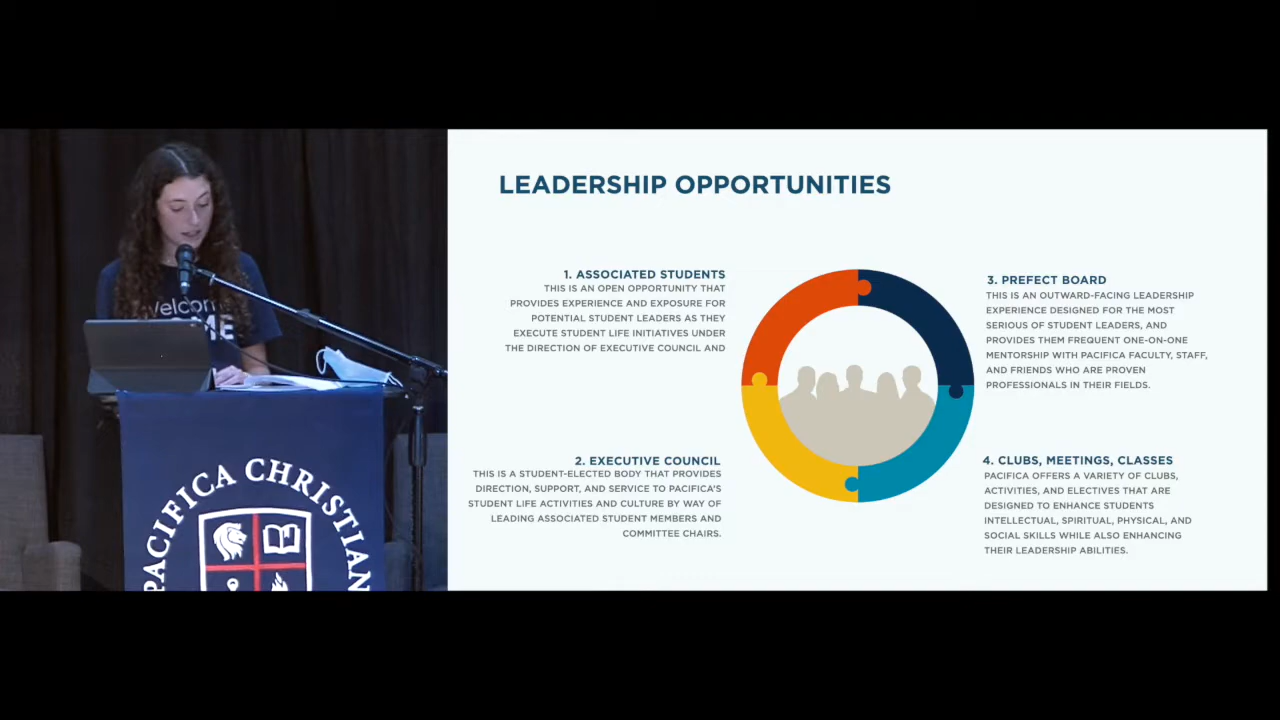 welcom
ME
PACIFICA CHRISTIAN
LEADERSHIP OPPORTUNITIES
1. ASSOCIATED STUDENTS
THIS IS AN OPEN OPPORTUNITY THAT
PROVIDES EXPERIENCE AND EXPOSURE FOR
POTENTIAL STUDENT LEADERS AS THEY
EXECUTE STUDENT LIFE INITIATIVES UNDER
THE DIRECTION OF EXECUTIVE COUNCIL AND
2. EXECUTIVE COUNCIL
THIS IS A STUDENT-ELECTED BODY THAT PROVIDES
DIRECTION, SUPPORT, AND SERVICE TO PACIFICA'S
STUDENT LIFE ACTIVITIES AND CULTURE BY WAY OF
LEADING ASSOCIATED STUDENT MEMBERS AND
COMMITTEE CHAIRS.
3. PREFECT BOARD
THIS IS AN OUTWARD-FACING LEADERSHIP
EXPERIENCE DESIGNED FOR THE MOST
SERIOUS OF STUDENT LEADERS, AND
PROVIDES THEM FREQUENT ONE-ON-ONE
MENTORSHIP WITH PACIFICA FACULTY, STAFF,
AND FRIENDS WHO ARE PROVEN
PROFESSIONALS IN THEIR FIELDS.
4. CLUBS, MEETINGS, CLASSES
PACIFICA OFFERS A VARIETY OF CLUBS,
ACTIVITIES, AND ELECTIVES THAT ARE
DESIGNED TO ENHANCE STUDENTS
INTELLECTUAL, SPIRITUAL, PHYSICAL, AND
SOCIAL SKILLS WHILE ALSO ENHANCING
THEIR LEADERSHIP ABILITIES.